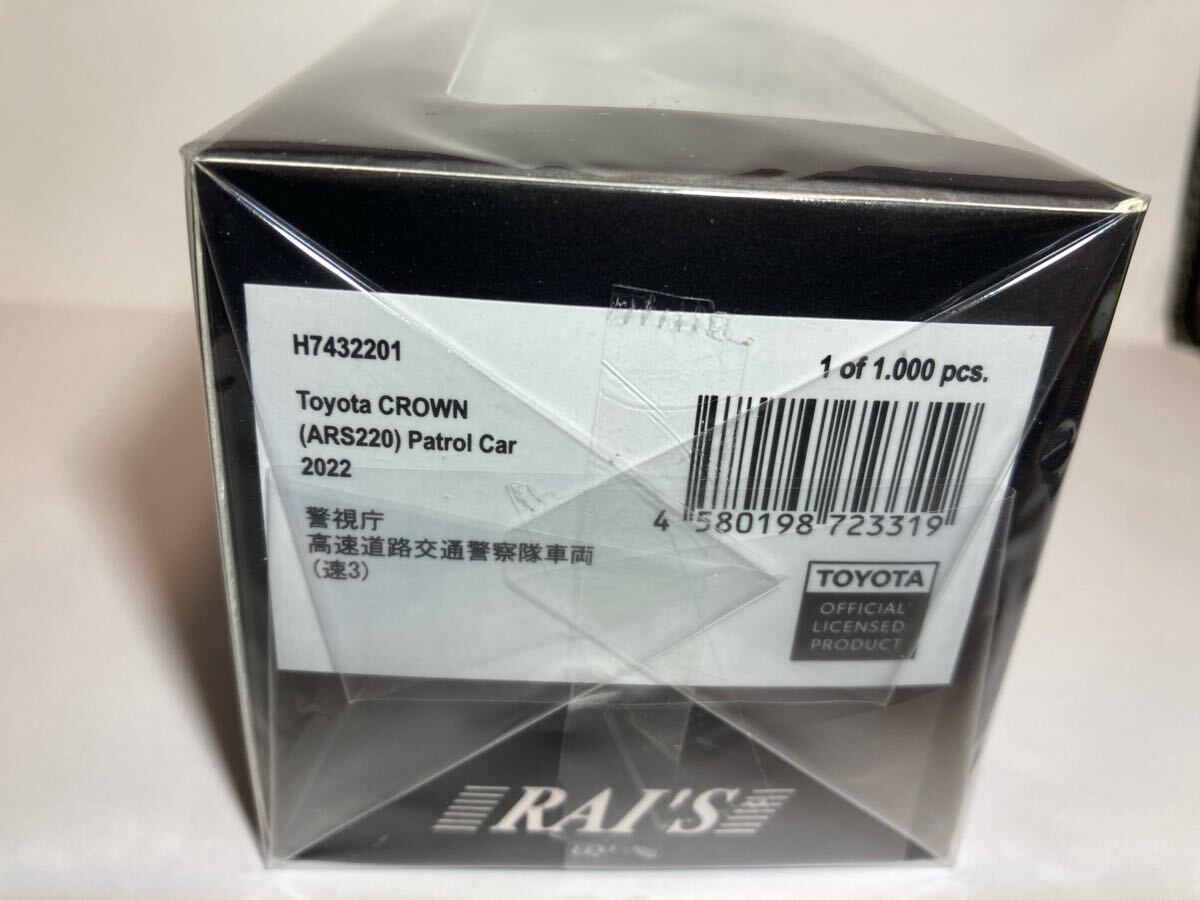 H7432201
1 of 1.000 pcs.
Toyota CROWN
(ARS220) Patrol Car
2022
警視庁
高速道路交通警察隊車両
(速3)
4 580198 723319
TOYOTA
OFFICIAL
LICENSED
PRODUCT
RAI'S